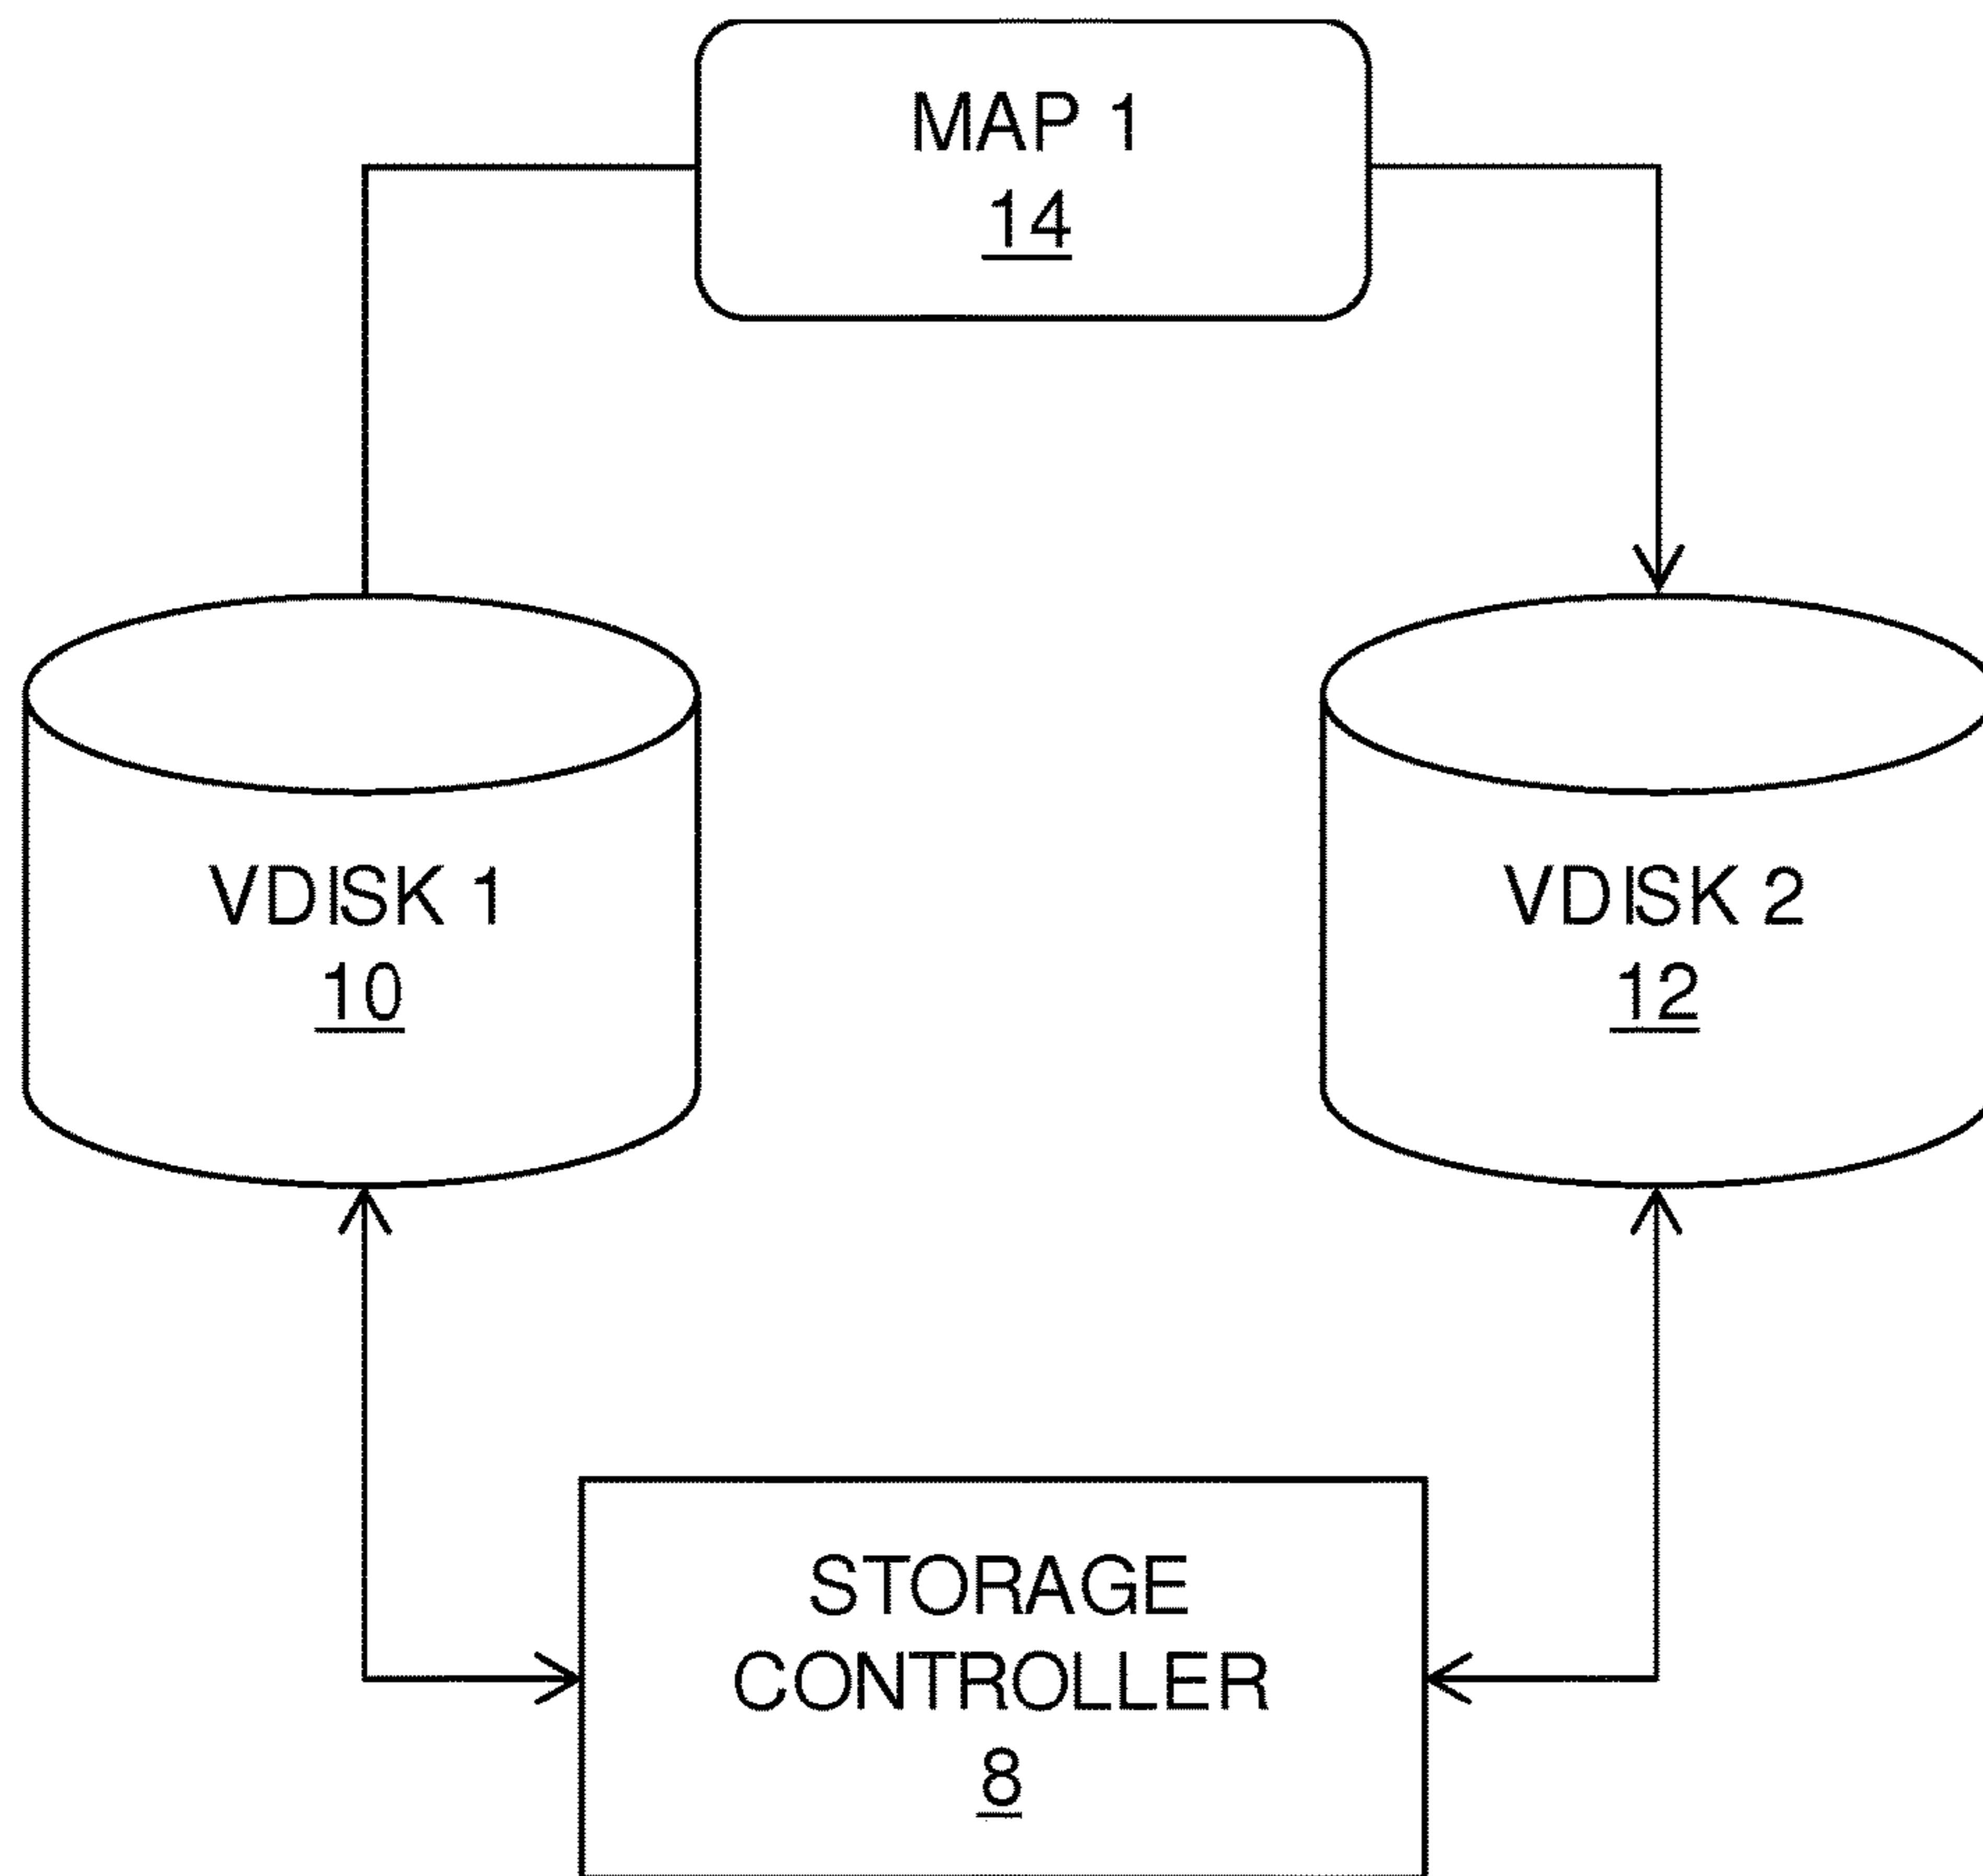 MAP 1
14
VDISK 1
10
VDISK 2
12
STORAGE
CONTROLLER
8